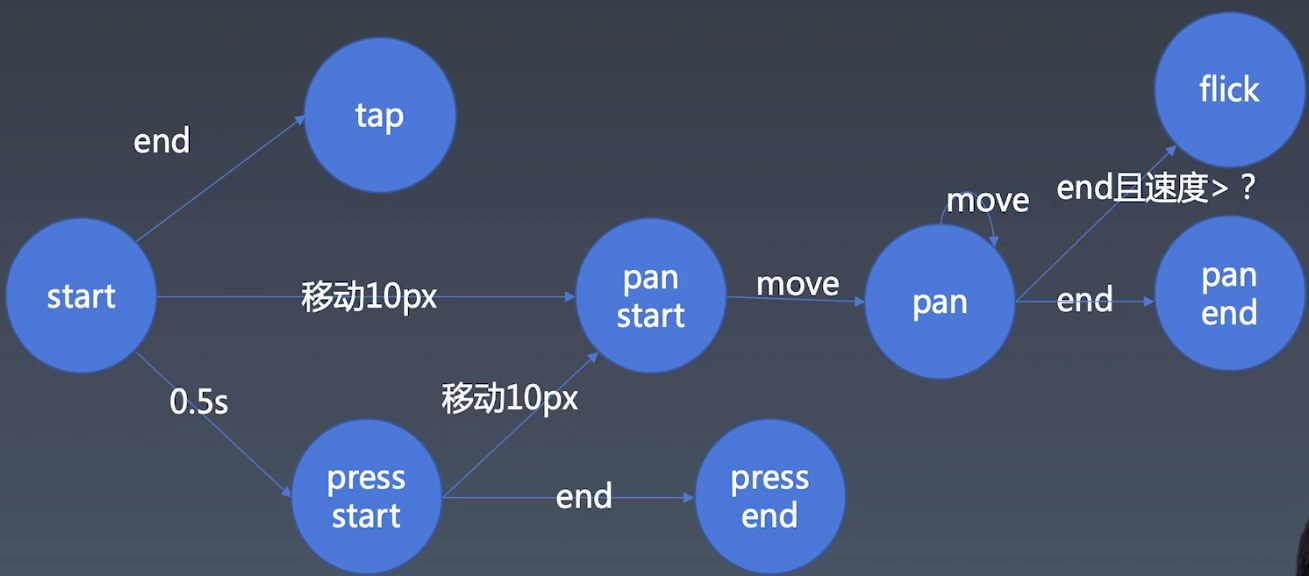 flick
tap
end
end且速度>？
move
start
移动10px
pan
start
move
pan
end
pan
end
0.5s
移动10px
press
start
end
press
end